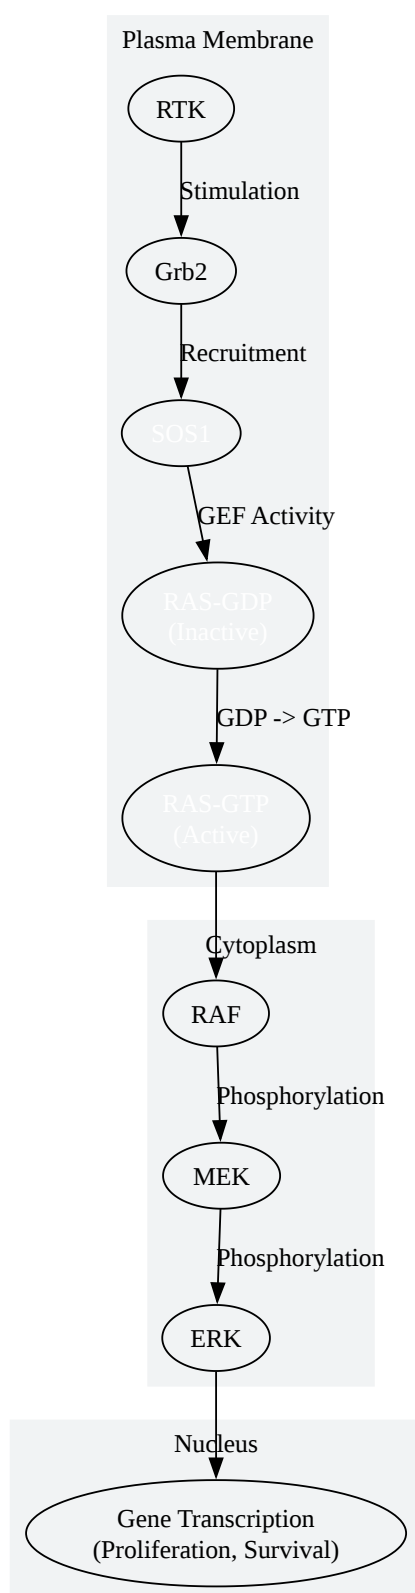 Plasma Membrane
RTK
Stimulation
Grb2
Recruitment
SOS1
GEF Activity
RAS-GDP
(Inactive)
GDP -> GTP
RAS-GTP
(Active)
Cytoplasm
RAF
Phosphorylation
MEK
Phosphorylation
ERK
Nucleus
Gene Transcription
(Proliferation, Survival)